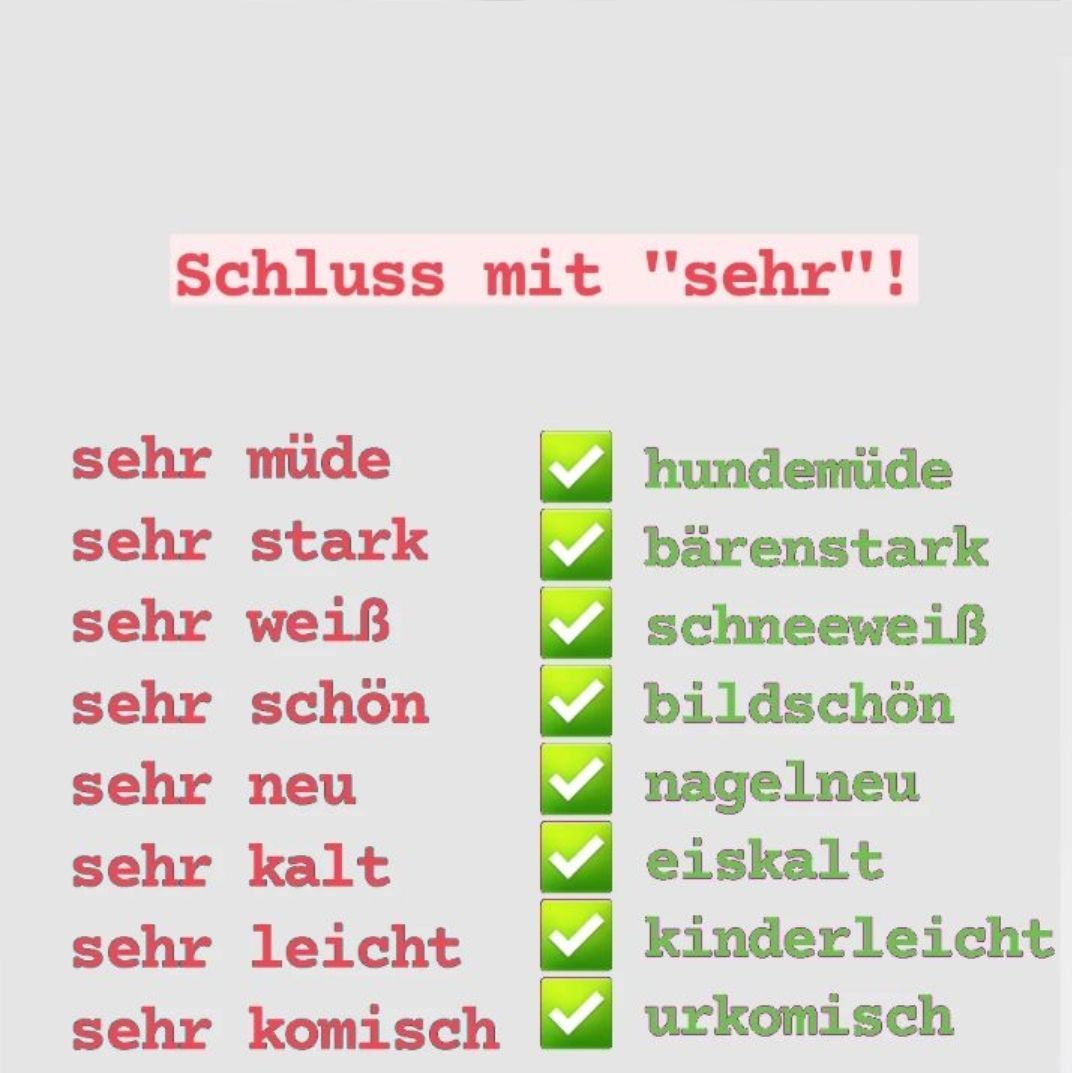 Schluss mit "sehr"!
sehr müde ✅ hundemüde
sehr stark ✅ bärenstark
sehr weiß ✅ schneeweiß
sehr schön ✅ bildschön
sehr neu ✅ nagelneu
sehr kalt ✅ eiskalt
sehr leicht ✅ kinderleicht
sehr komisch ✅ urkomisch